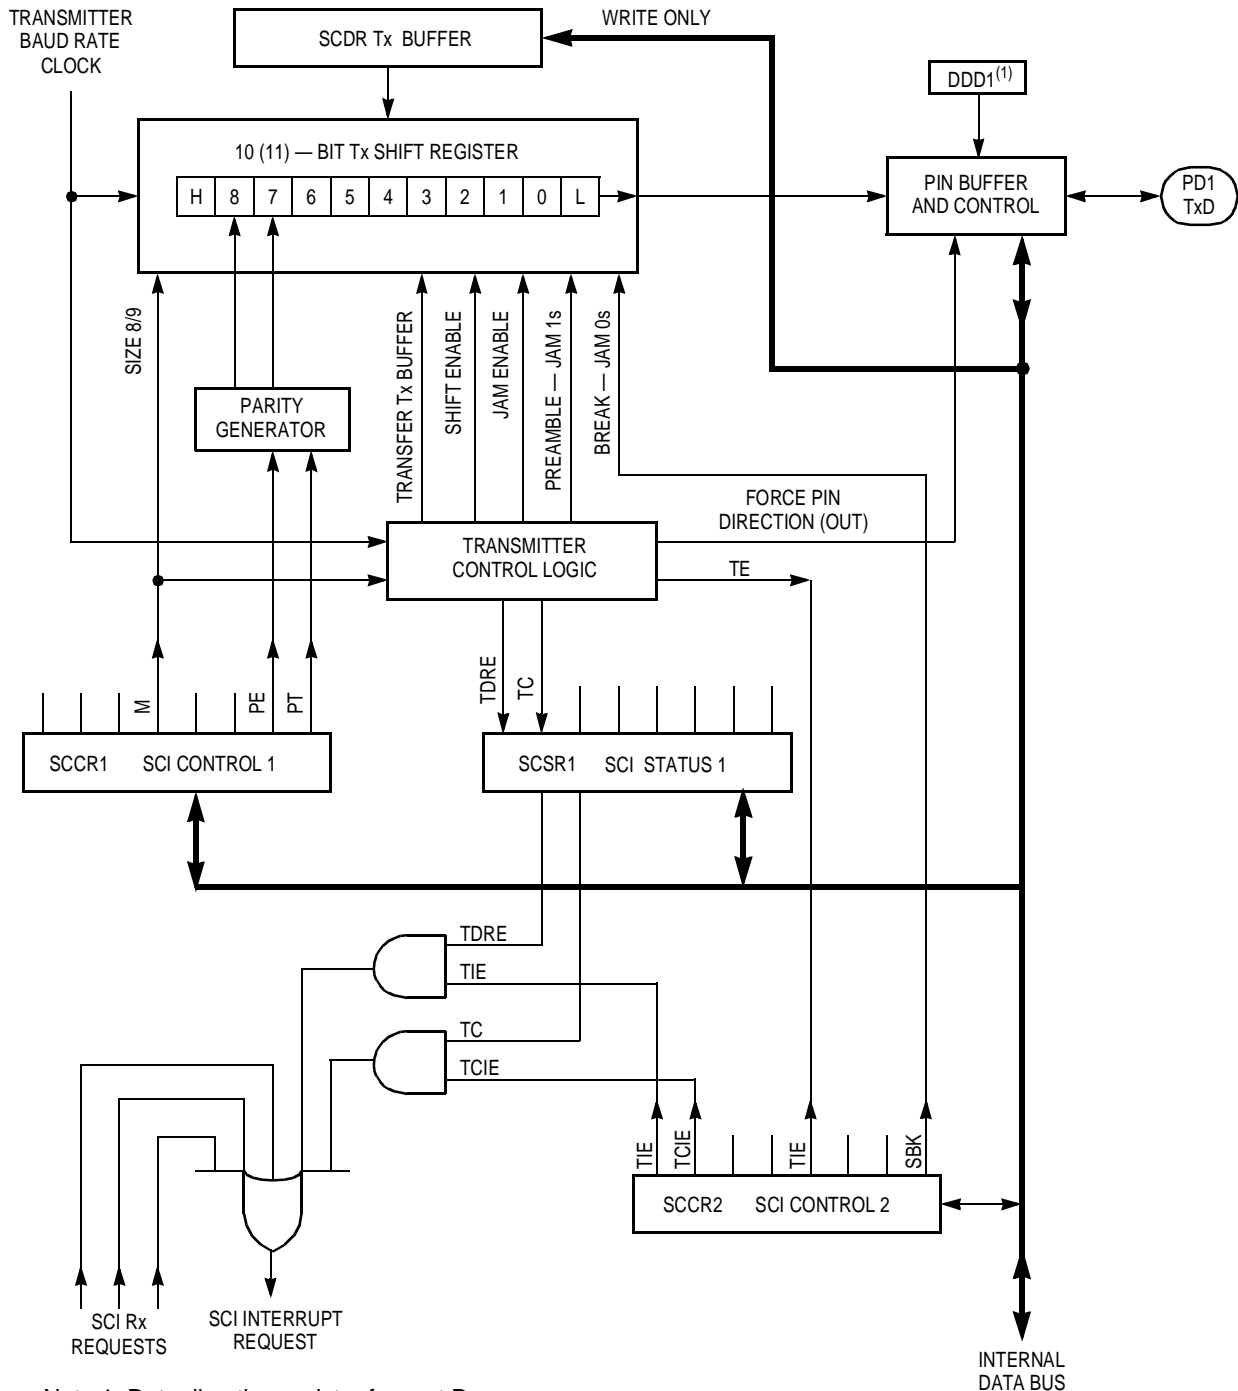 TRANSMITTER
BAUD RATE
CLOCK
SCDR Tx BUFFER
WRITE ONLY
DDD1(1)
10 (11) — BIT Tx SHIFT REGISTER
H 8 7 6 5 4 3 2 1 0 L
PIN BUFFER
AND CONTROL
PD1
TxD
SIZE 8/9
TRANSFER Tx BUFFER
SHIFT ENABLE
JAM ENABLE
PREAMBLE — JAM 1s
BREAK — JAM 0s
PARITY
GENERATOR
FORCE PIN
DIRECTION (OUT)
TRANSMITTER
CONTROL LOGIC
TE
TDRE
TC
M
PE
PT
SCCR1 SCI CONTROL 1
SCSR1 SCI STATUS 1
TDRE
TIE
TC
TCIE
TIE
TCIE
TIE
SBK
SCCR2 SCI CONTROL 2
SCI Rx
REQUESTS
SCI INTERRUPT
REQUEST
INTERNAL
DATA BUS